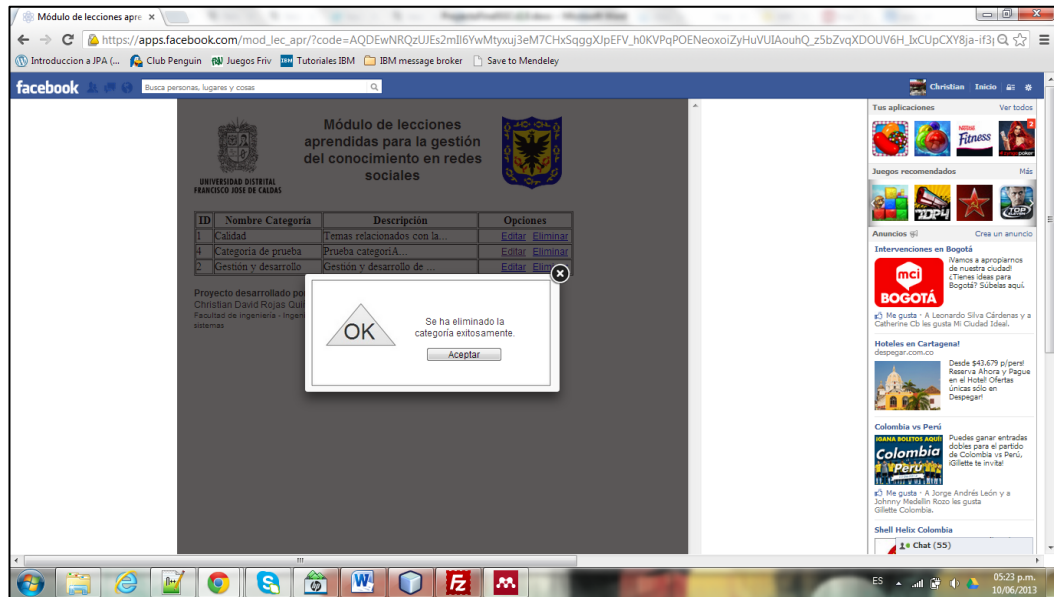 Módulo de lecciones apre ×
https://apps.facebook.com/mod_lec_apr/?code=
Introduccion a JPA (... Club Penguin Juegos Friv Tutoriales IBM IBM message broker Save to Mendeley
facebook Busca personas, lugares y cosas Christian Inicio
Módulo de lecciones
aprendidas para la gestión
del conocimiento en redes
sociales
UNIVERSIDAD DISTRITAL
FRANCISCO JOSE DE CALDAS
ID Nombre Categoría Descripción Opciones
1 Calidad Temas relacionados con la... Editar Eliminar
4 Categoria de prueba Prueba categoriA... Editar Eliminar
2 Gestión y desarrollo Gestión y desarrollo de ... Editar
Proyecto desarrollado por
Christian David Rojas
Facultad de ingeniería -
sistemas
OK
Se ha eliminado la
categoría exitosamente.
Aceptar
Tus aplicaciones Ver todos
Fitness
poker
Juegos recomendados Más
Anuncios Crea un anuncio
Intervenciones en Bogotá
mci
BOGOTÁ
¡Vamos a apropiarnos
de nuestra ciudad!
¿Tienes ideas para
Bogotá? Súbelas aquí.
Me gusta · A Leonardo Silva Cárdenas y a
Catherine Cb les gusta Mi Ciudad Ideal.
Hoteles en Cartagena!
despegar.com.co
Desde $43.679 p/pers!
Reserva Ahora y Pague
en el Hotel! Ofertas
únicas sólo en
Despegar!
Colombia vs Perú
¡GANA BOLETOS AQUÍ!
Colombia
Perú
Puedes ganar entradas
dobles para el partido
de Colombia vs Perú,
¡Gillette te invita!
Me gusta · A Jorge Andrés León y a
Johnny Medellin Rozo les gusta
Gillette Colombia.
Shell Helix Colombia
Chat (55)
ES
05:23 p.m.
10/06/2013